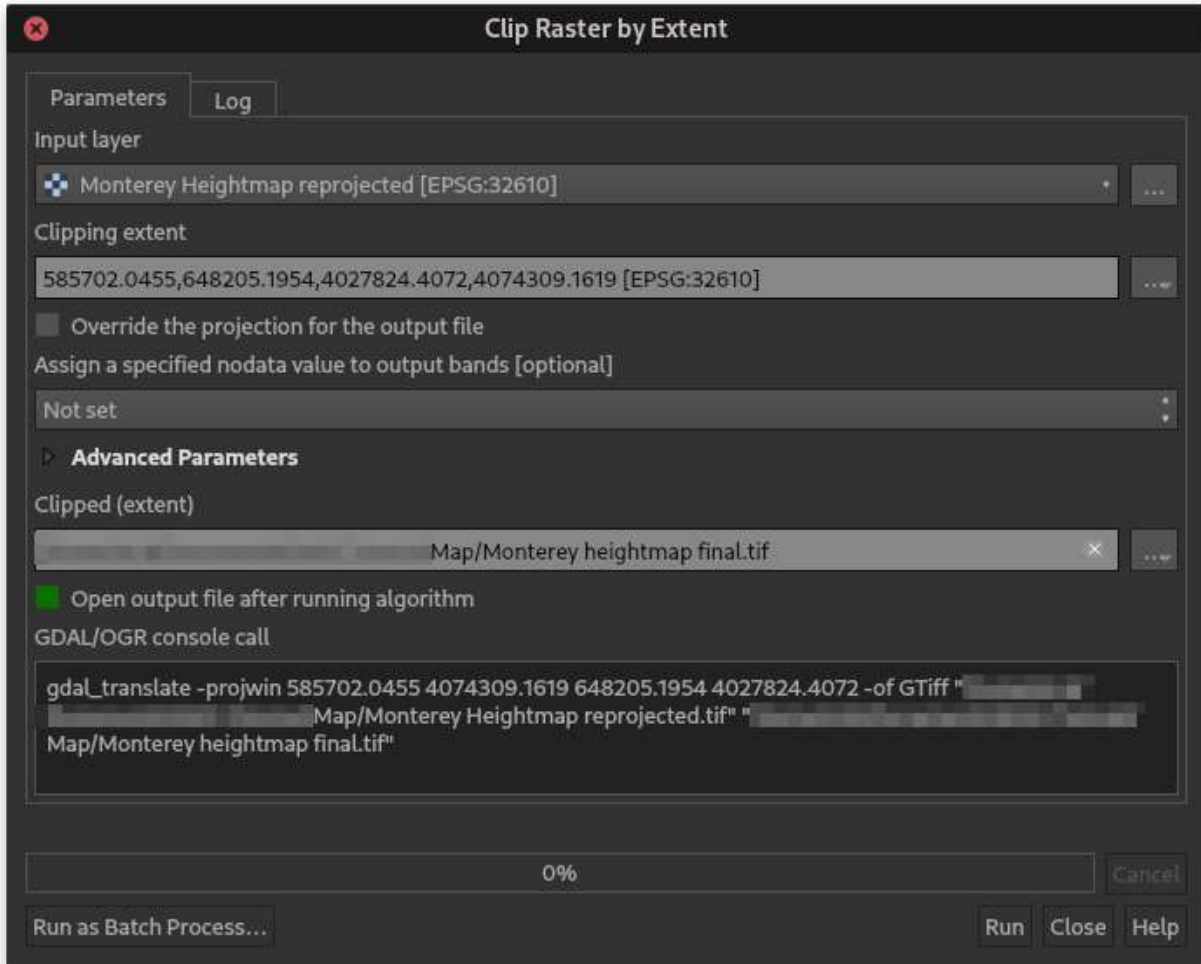 Clip Raster by Extent
Parameters
Log
Input layer
Monterey Heightmap reprojected [EPSG:32610]
...
Clipping extent
585702.0455,648205.1954,4027824.4072,4074309.1619 [EPSG:32610]
...
Override the projection for the output file
Assign a specified nodata value to output bands [optional]
Not set
Advanced Parameters
Clipped (extent)
Map/Monterey heightmap final.tif
...
Open output file after running algorithm
GDAL/OGR console call
gdal_translate -projwin 585702.0455 4074309.1619 648205.1954 4027824.4072 -of GTiff "
Map/Monterey Heightmap reprojected.tif" "
Map/Monterey heightmap final.tif"
0%
Cancel
Run as Batch Process...
Run
Close
Help